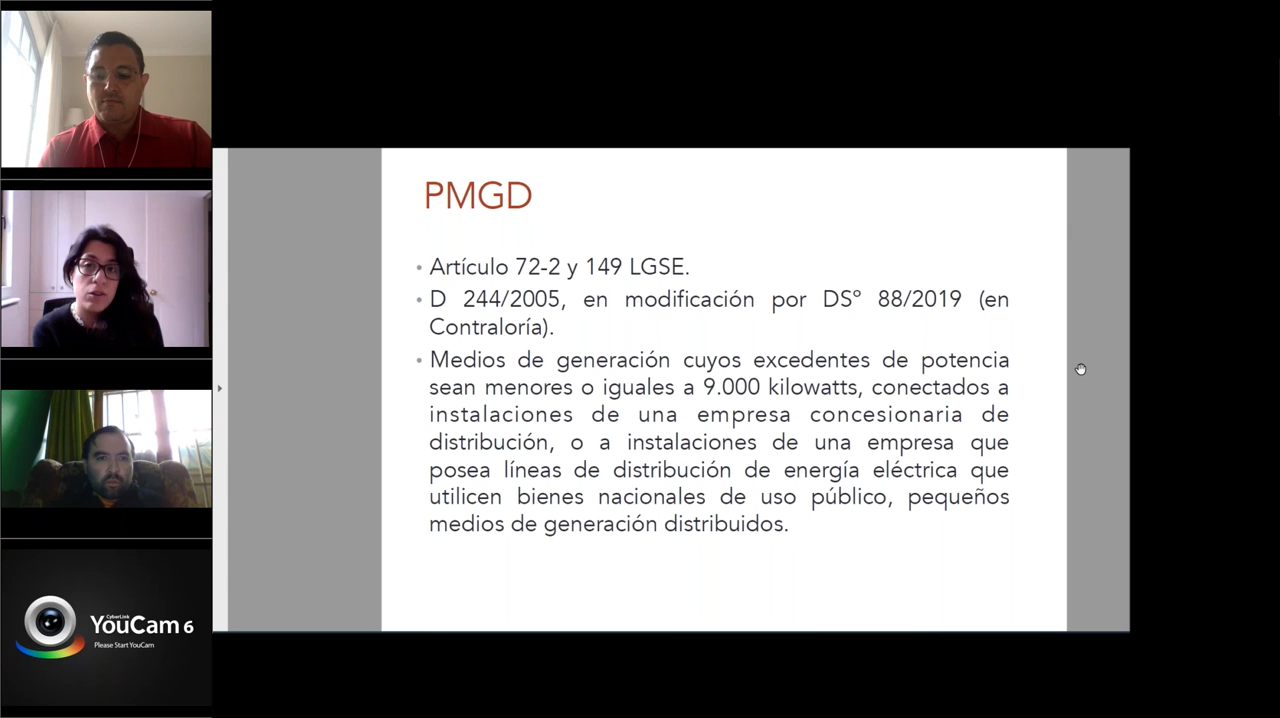 PMGD
• Artículo 72-2 y 149 LGSE.
• D 244/2005, en modificación por DSº 88/2019 (en
Contraloría).
• Medios de generación cuyos excedentes de potencia
sean menores o iguales a 9.000 kilowatts, conectados a
instalaciones de una empresa concesionaria de
distribución, o a instalaciones de una empresa que
posea líneas de distribución de energía eléctrica que
utilicen bienes nacionales de uso público, pequeños
medios de generación distribuidos.
CyberLink
YouCam 6
Please Start YouCam